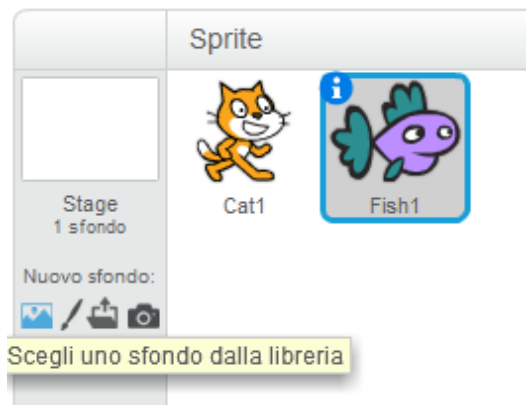 Sprite
Stage
1 sfondo
Cat1
Fish1
Nuovo sfondo:
Scegli uno sfondo dalla libreria